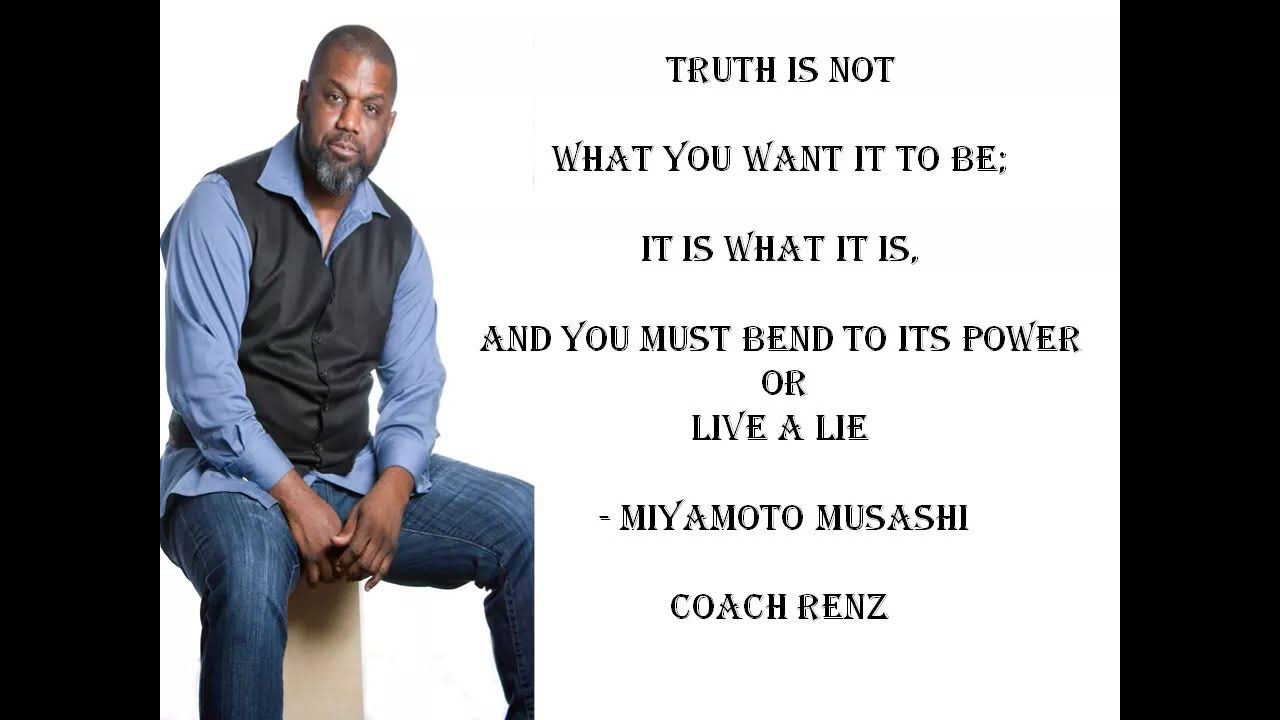 TRUTH IS NOT
WHAT YOU WANT IT TO BE;
IT IS WHAT IT IS,
AND YOU MUST BEND TO ITS POWER
OR
LIVE A LIE
- MIYAMOTO MUSASHI
COACH RENZ